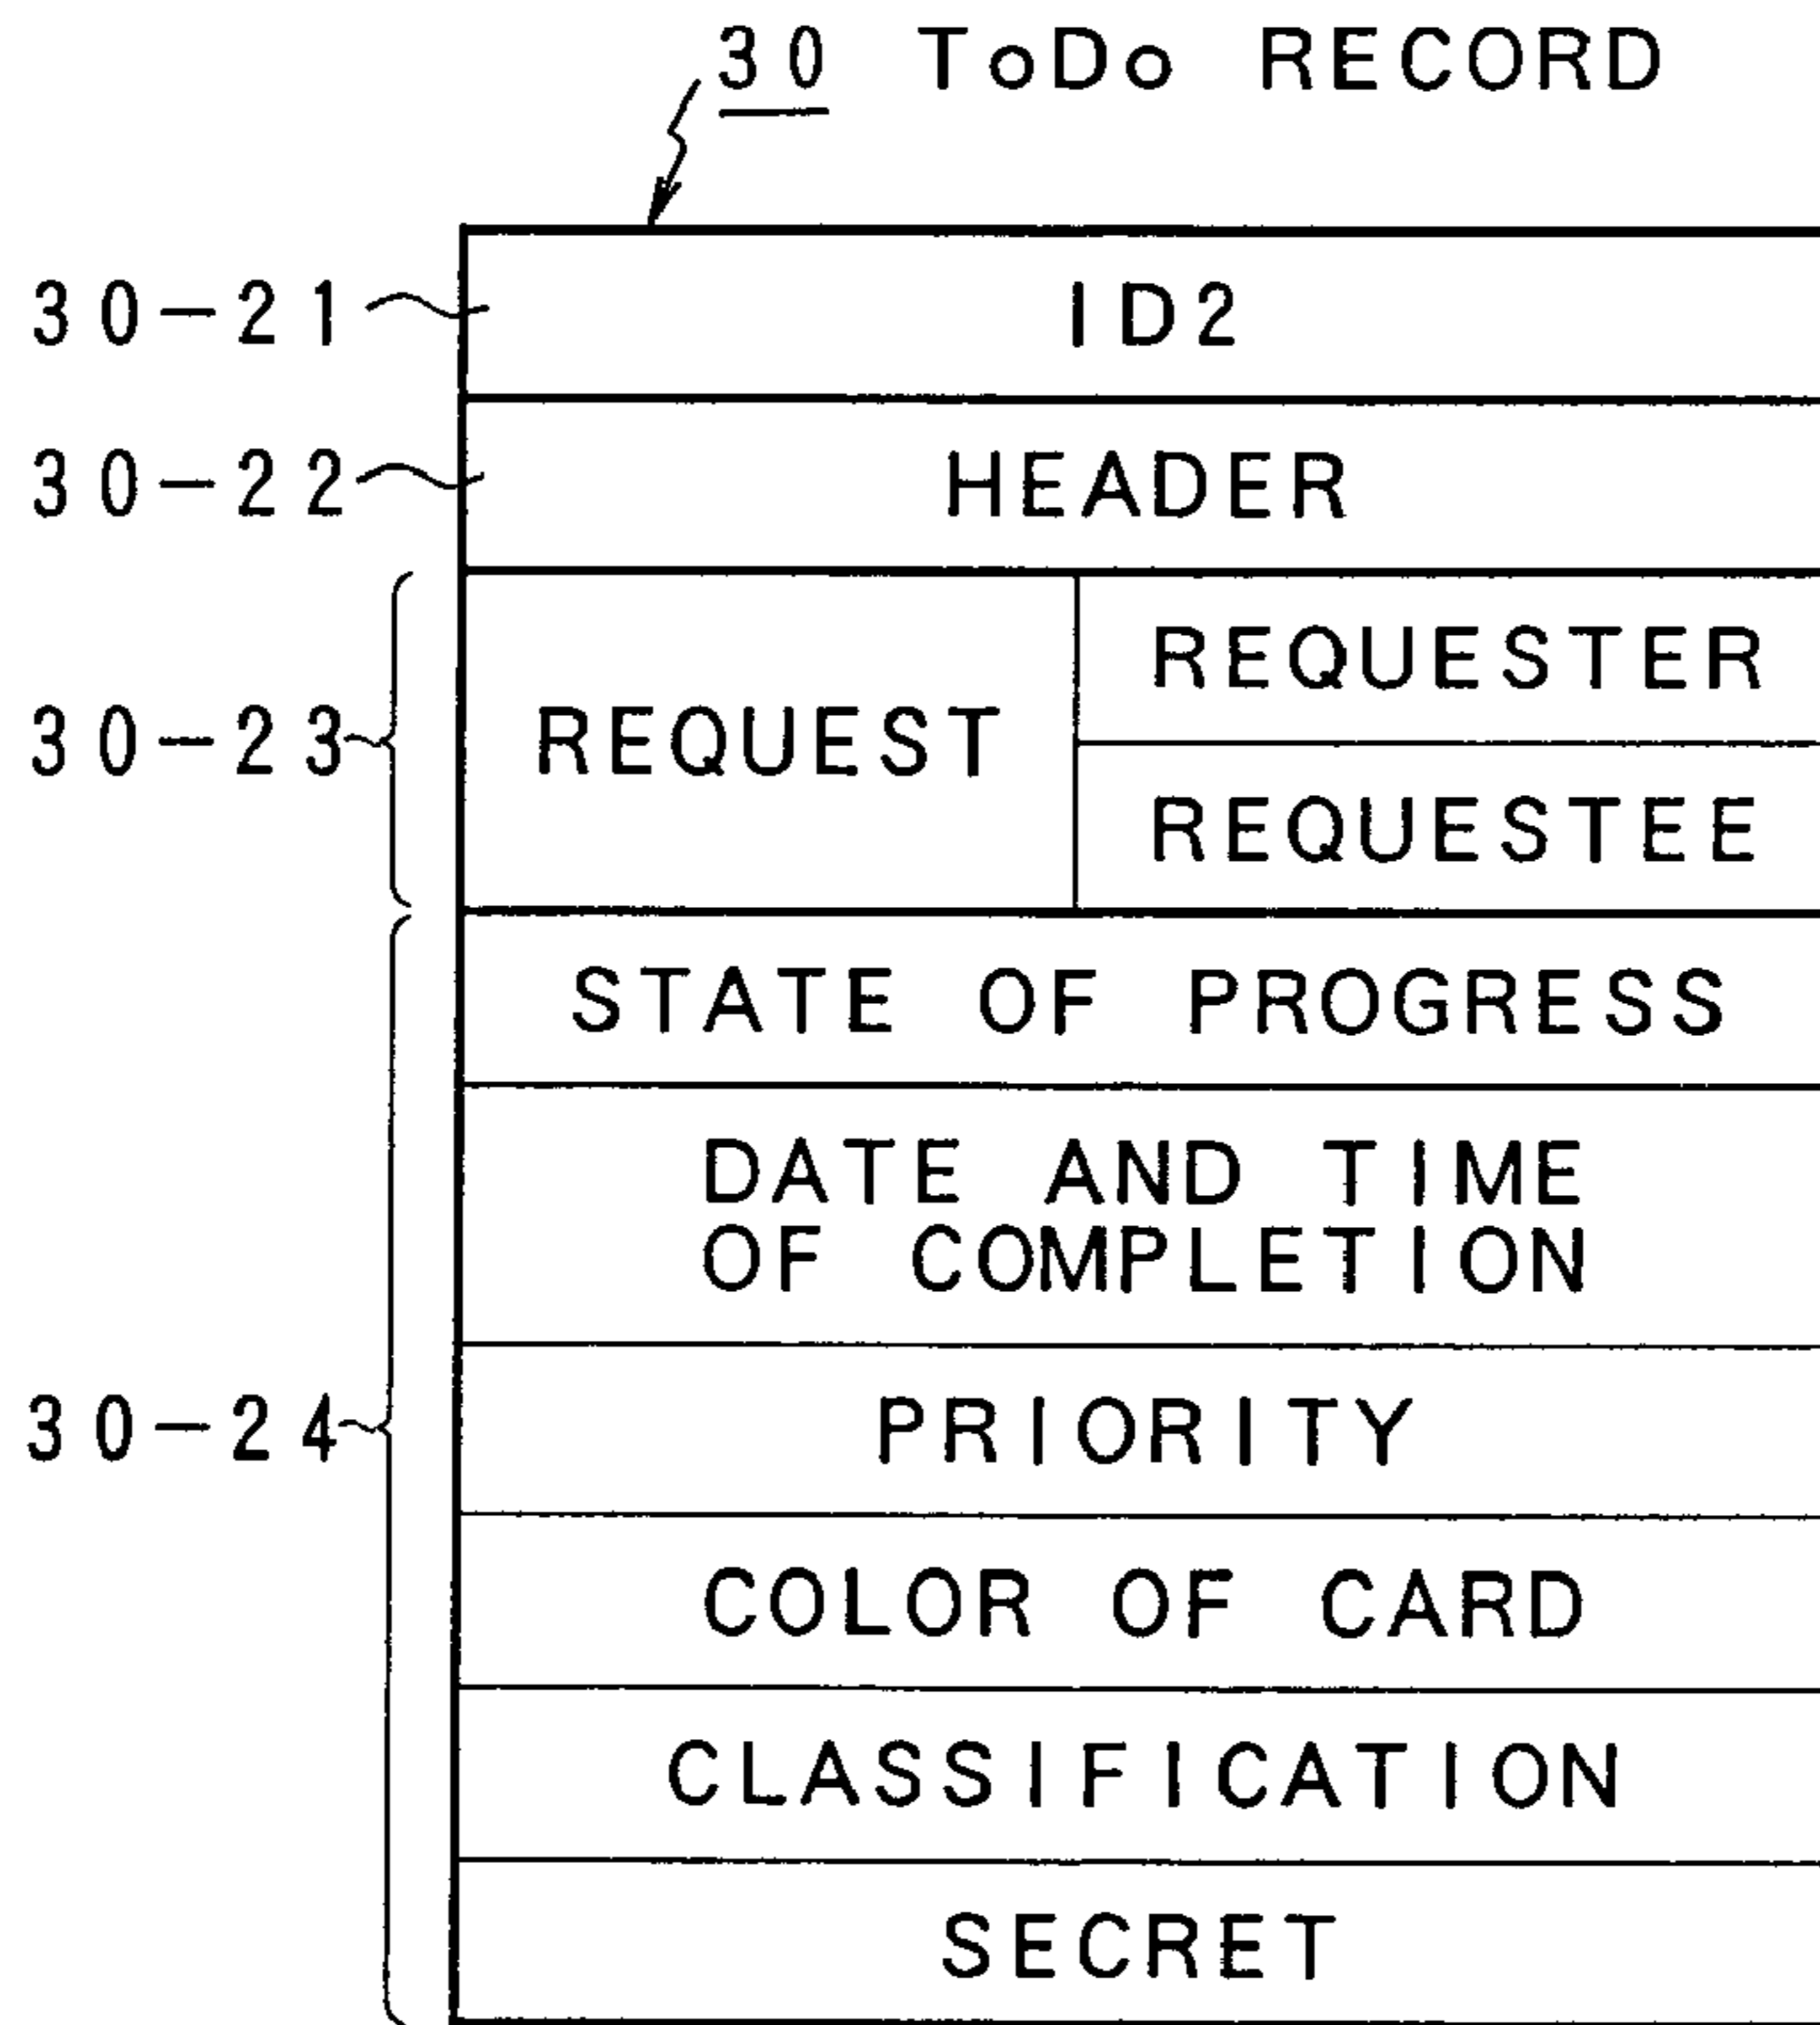 30 ToDo RECORD
30-21 ID2
30-22 HEADER
30-23 REQUEST
REQUESTER
REQUESTEE
30-24
STATE OF PROGRESS
DATE AND TIME
OF COMPLETION
PRIORITY
COLOR OF CARD
CLASSIFICATION
SECRET